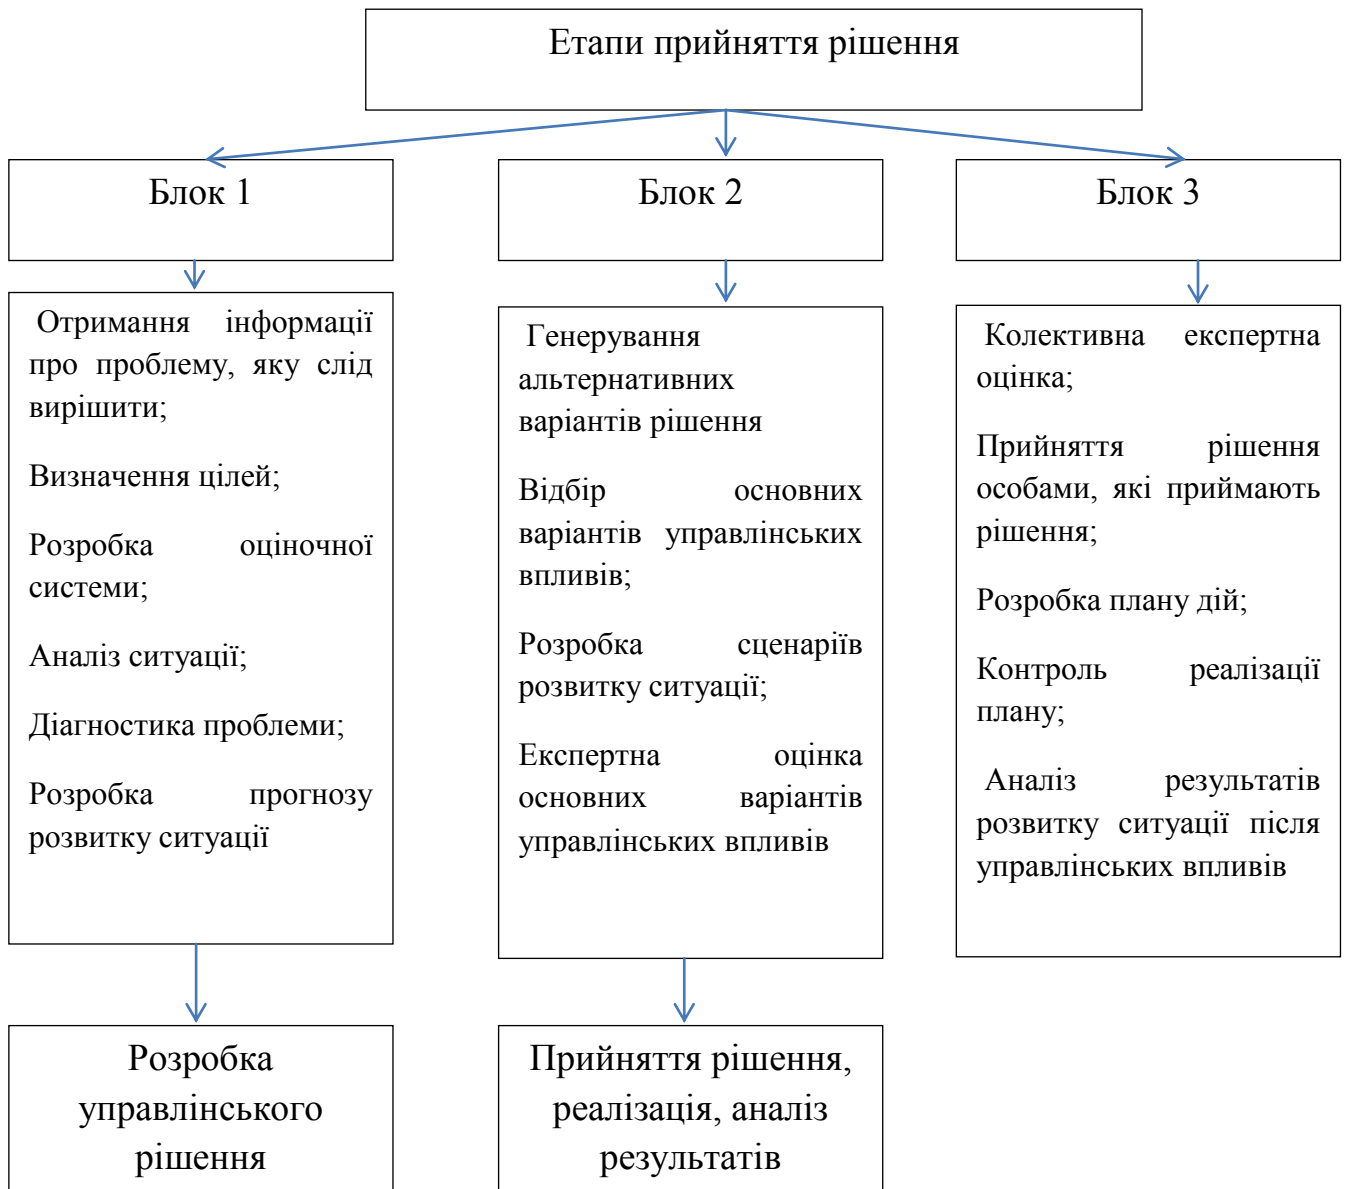 Етапи прийняття рішення
Блок 1
Блок 2
Блок 3
Отримання інформації
про проблему, яку слід
вирішити;
Визначення цілей;
Розробка оціночної
системи;
Аналіз ситуації;
Діагностика проблеми;
Розробка прогнозу
розвитку ситуації
Генерування
альтернативних
варіантів рішення
Відбір основних
варіантів управлінських
впливів;
Розробка сценаріїв
розвитку ситуації;
Експертна оцінка
основних варіантів
управлінських впливів
Колективна експертна
оцінка;
Прийняття рішення
особами, які приймають
рішення;
Розробка плану дій;
Контроль реалізації
плану;
Аналіз результатів
розвитку ситуації після
управлінських впливів
Розробка
управлінського
рішення
Прийняття рішення,
реалізація, аналіз
результатів